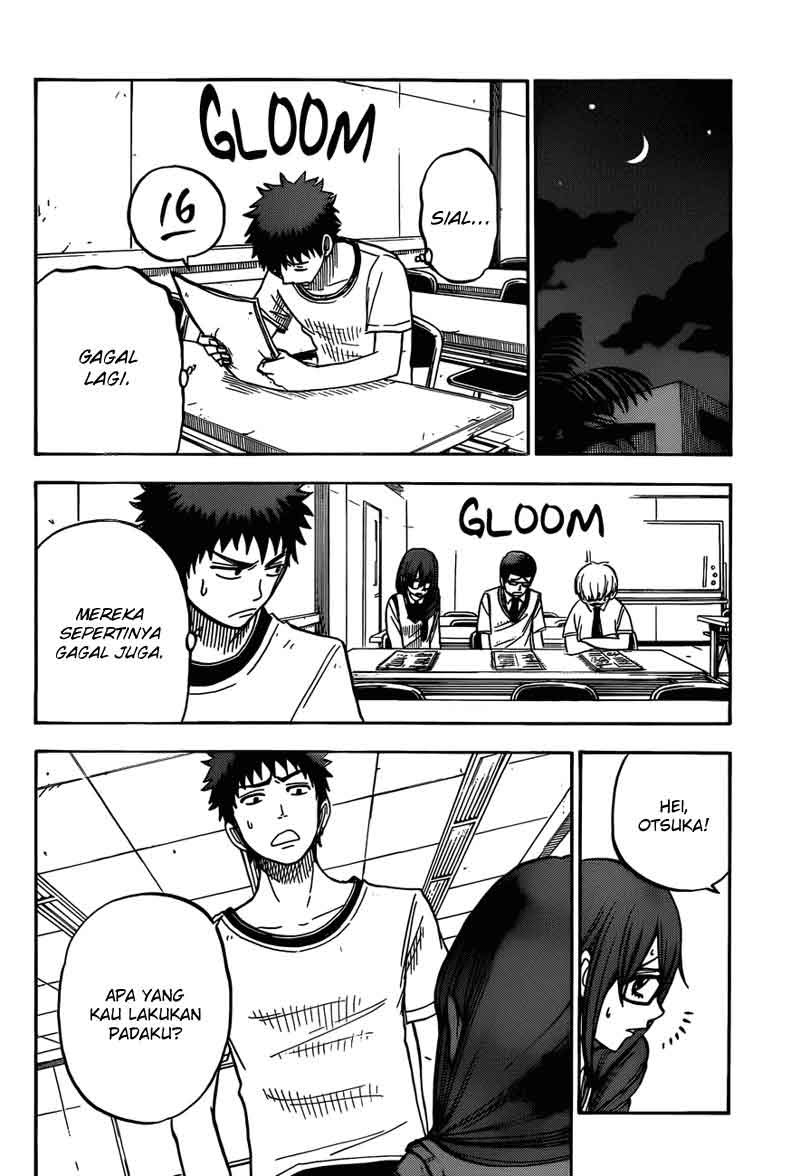 GLOOM
SIAL...
16
GAGAL
LAGI.
GLOOM
MEREKA
SEPERTINYA
GAGAL JUGA.
HEI,
OTSUKA!
APA YANG
KAU LAKUKAN
PADAKU?